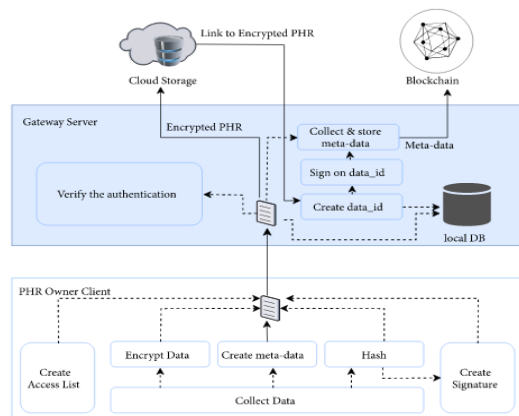 Link to Encrypted PHR
Cloud Storage
Blockchain
Gateway Server
Encrypted PHR
Collect & store
meta-data
Meta-data
Sign on data_id
Verify the authentication
Create data_id
local DB
PHR Owner Client
Create
Access List
Encrypt Data
Create meta-data
Hash
Create
Signature
Collect Data